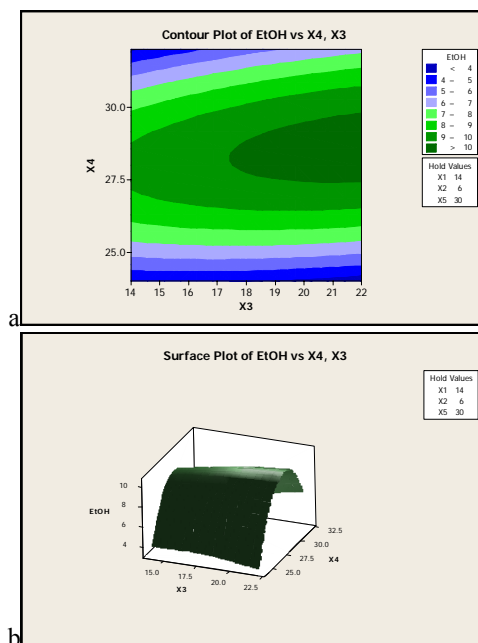 Contour Plot of EtOH vs X4, X3
EtOH
< 4
4 – 5
5 – 6
6 – 7
7 – 8
8 – 9
9 – 10
> 10
Hold Values
X1 14
X2 6
X5 30
30.0
27.5
25.0
X4
14 15 16 17 18 19 20 21 22
X3
a
Surface Plot of EtOH vs X4, X3
Hold Values
X1 14
X2 6
X5 30
10
8
6
4
EtOH
32.5
30.0
27.5
25.0
X4
15.0 17.5 20.0 22.5
X3
b